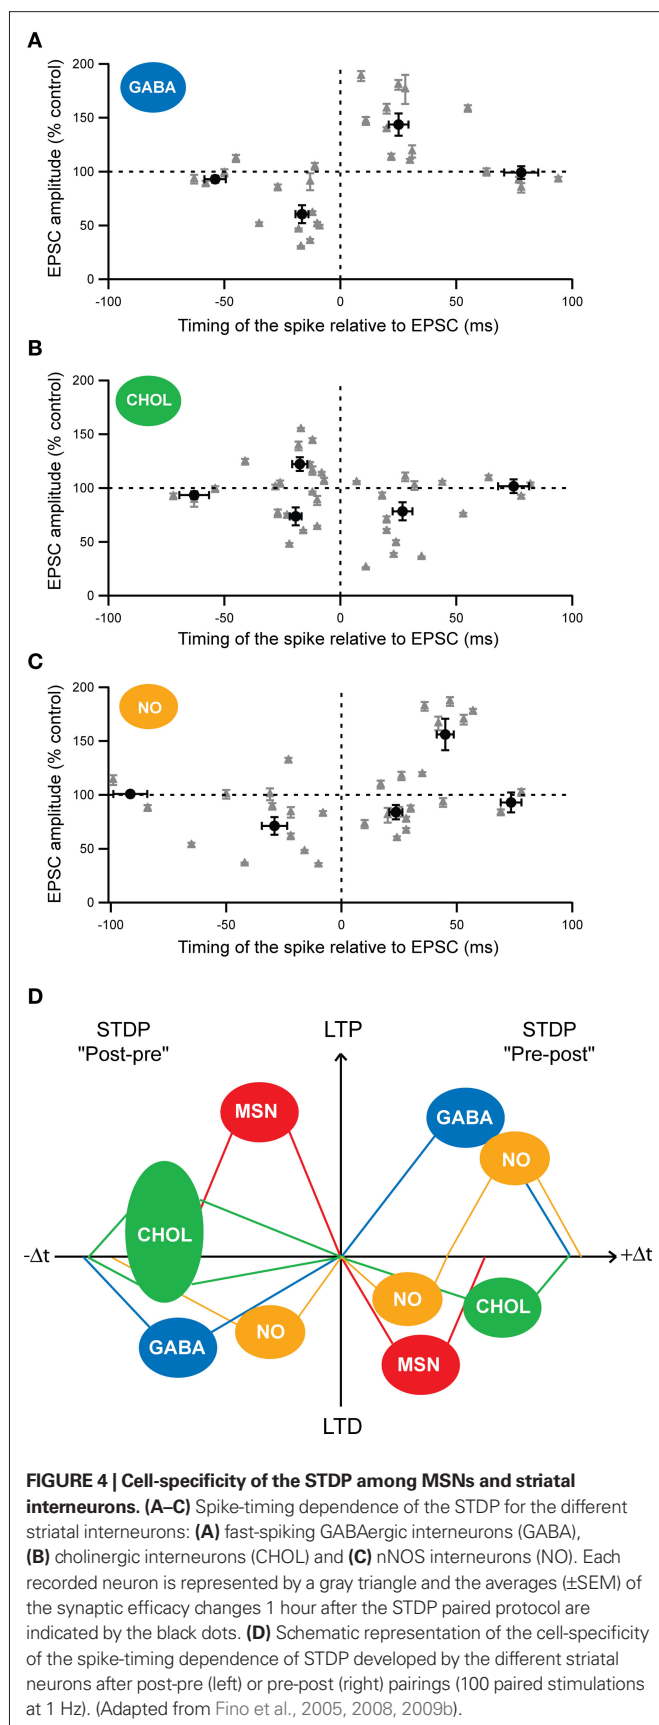 A
GABA
EPSC amplitude (% control)
200
150
100
50
0
-100
-50
0
50
100
Timing of the spike relative to EPSC (ms)
B
CHOL
EPSC amplitude (% control)
200
150
100
50
0
-100
-50
0
50
100
Timing of the spike relative to EPSC (ms)
C
NO
EPSC amplitude (% control)
200
150
100
50
0
-100
-50
0
50
100
Timing of the spike relative to EPSC (ms)
D
STDP
"Post-pre"
LTP
STDP
"Pre-post"
MSN
GABA
NO
CHOL
-Δt
+Δt
NO
CHOL
GABA
NO
MSN
LTD
FIGURE 4 | Cell-specificity of the STDP among MSNs and striatal
interneurons. (A–C) Spike-timing dependence of the STDP for the different
striatal interneurons: (A) fast-spiking GABAergic interneurons (GABA),
(B) cholinergic interneurons (CHOL) and (C) nNOS interneurons (NO). Each
recorded neuron is represented by a gray triangle and the averages (±SEM) of
the synaptic efficacy changes 1 hour after the STDP paired protocol are
indicated by the black dots. (D) Schematic representation of the cell-specificity
of the spike-timing dependence of STDP developed by the different striatal
neurons after post-pre (left) or pre-post (right) pairings (100 paired stimulations
at 1 Hz). (Adapted from Fino et al., 2005, 2008, 2009b).